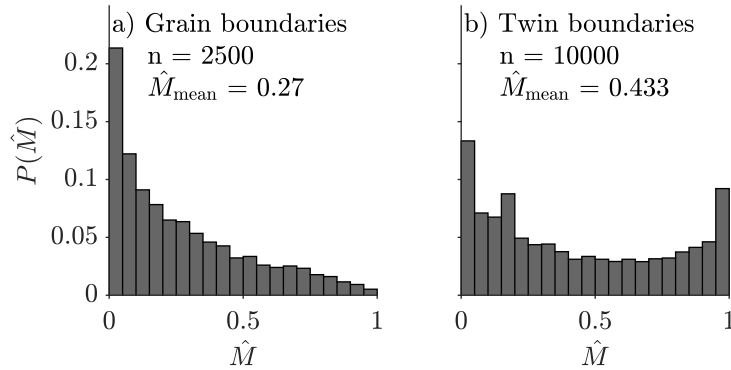 a) Grain boundaries
n = 2500
M̂mean = 0.27
P(M̂)
0.2
0.15
0.1
0.05
0
0 0.5 1
M̂
b) Twin boundaries
n = 10000
M̂mean = 0.433
0 0.5 1
M̂